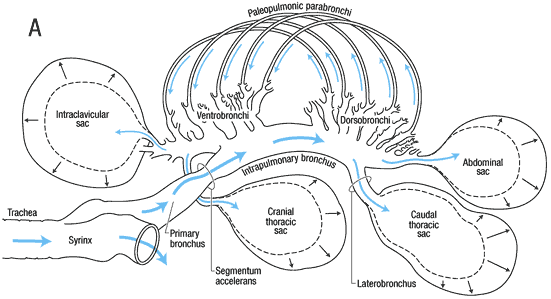 Paleopulmonic parabronchi
A
Intraclavicular
sac
Ventrobronchi
Dorsobronchi
Abdominal
sac
Intrapulmonary bronchus
Trachea
Syrinx
Primary
bronchus
Segmentum
accelerans
Cranial
thoracic
sac
Caudal
thoracic
sac
Laterobronchus